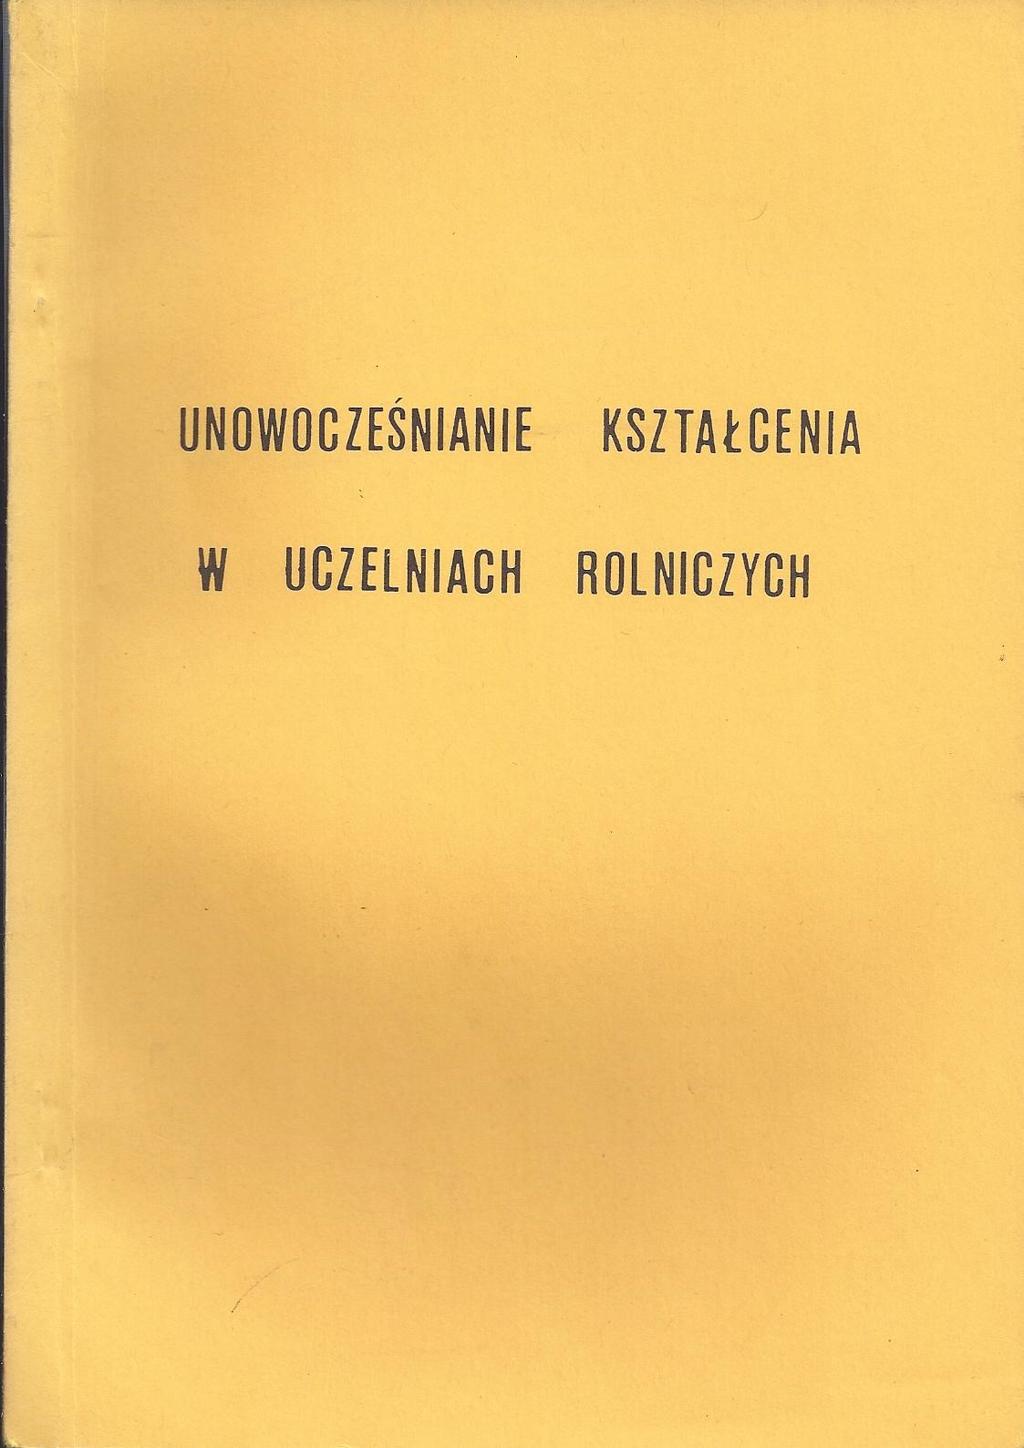 UNOWOCZEŚNIANIE KSZTAŁCENIA
W UCZELNIACH ROLNICZYCH